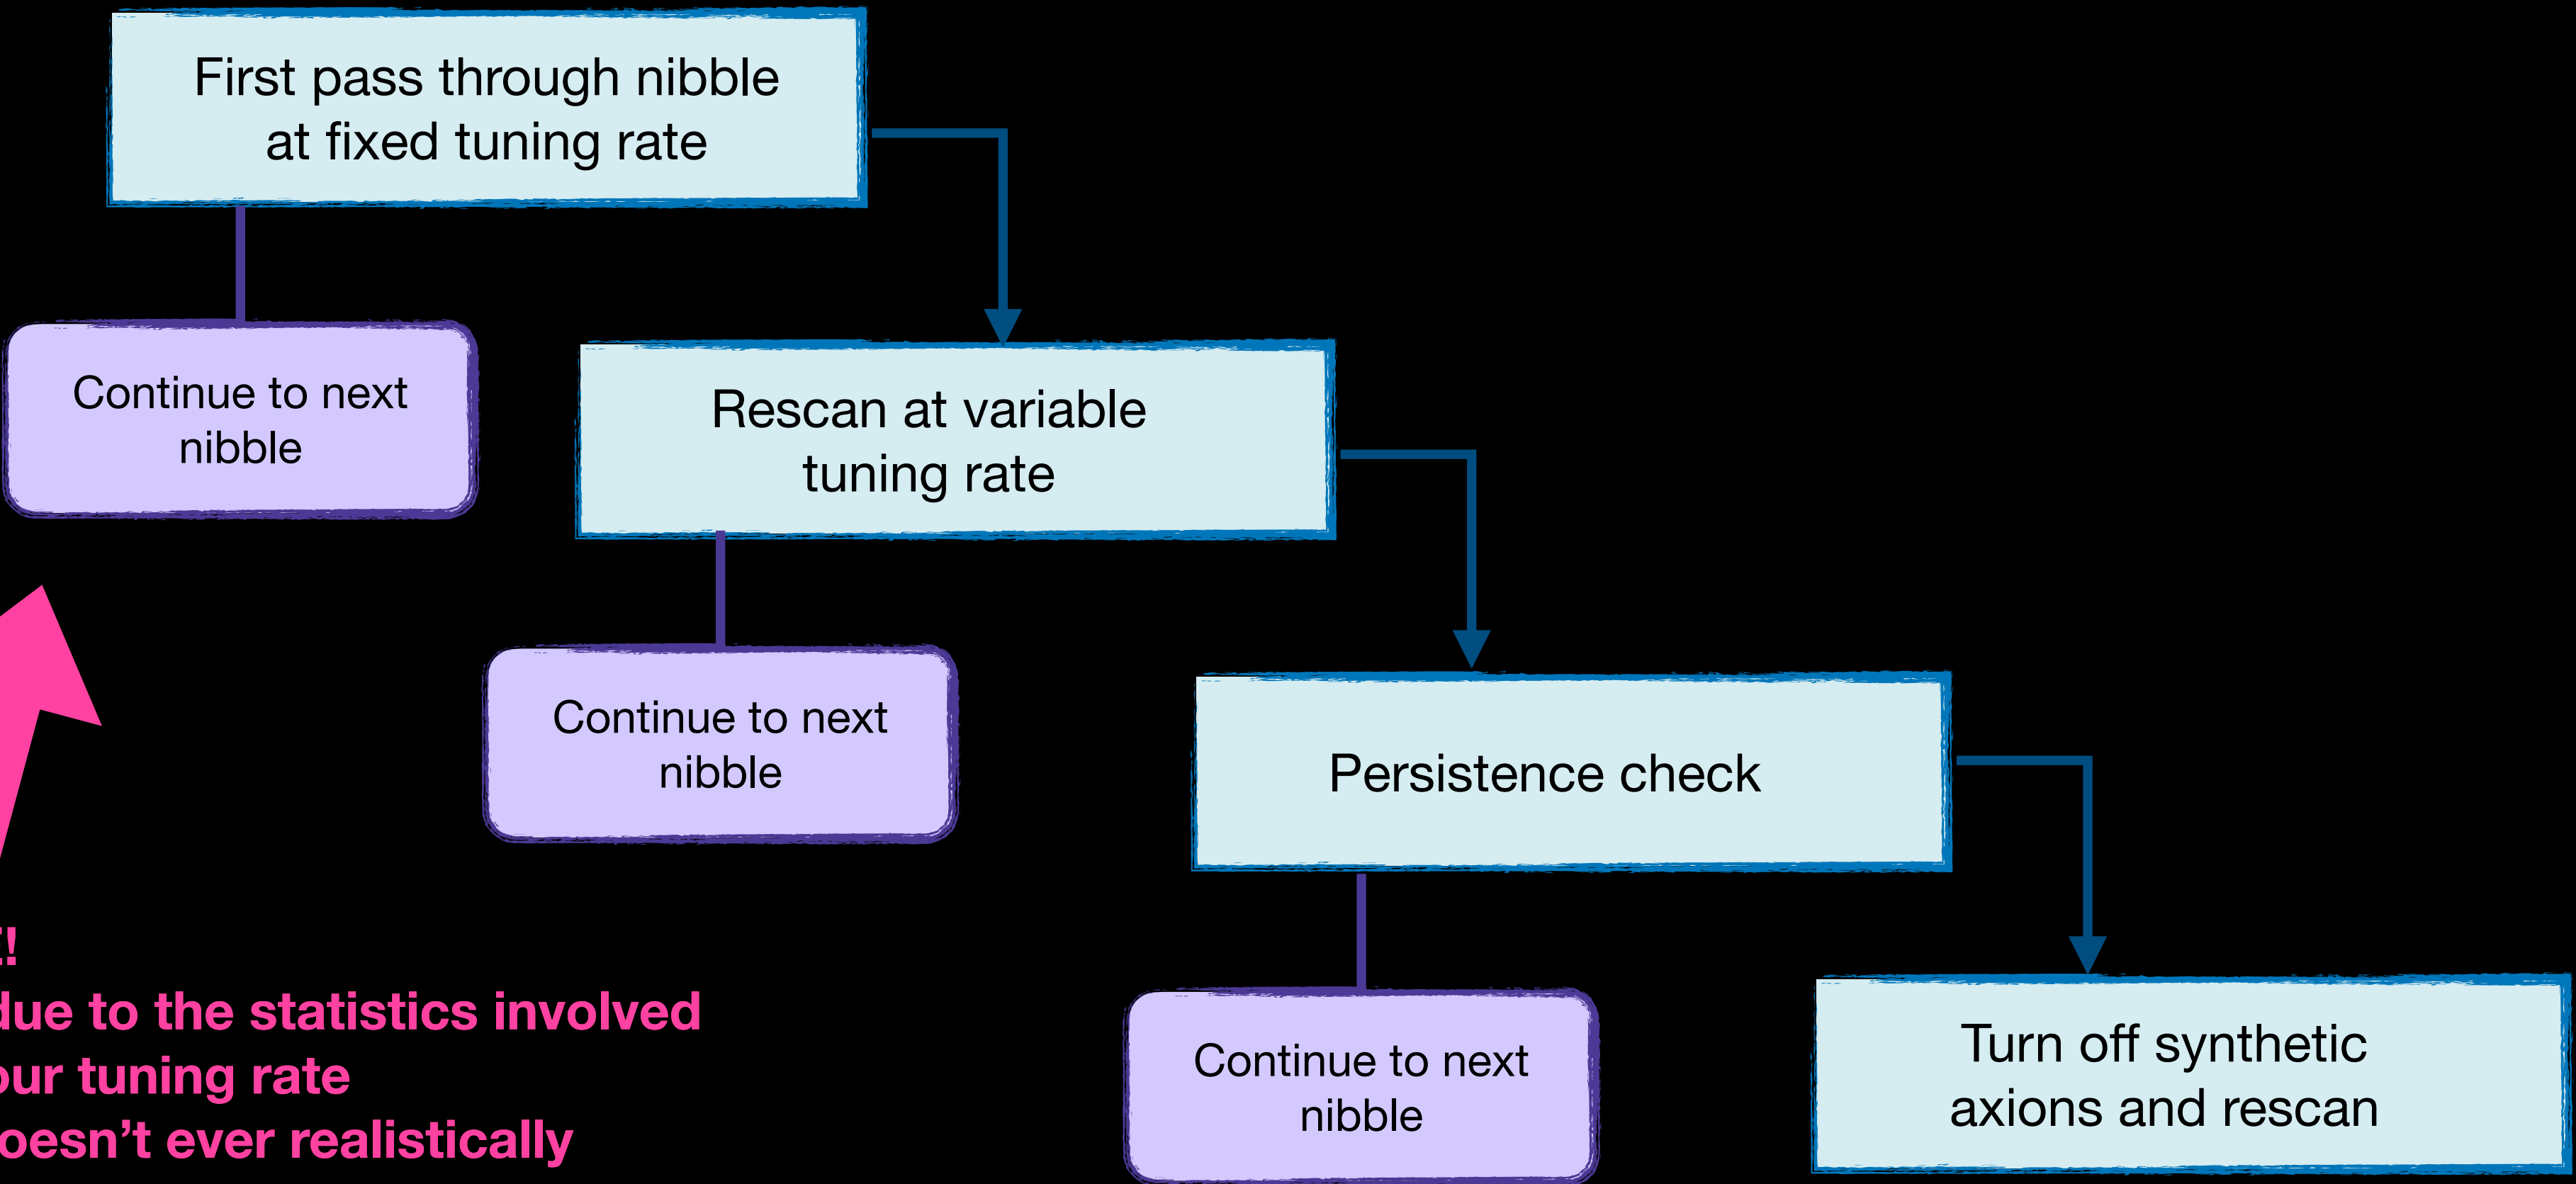 First pass through nibble
at fixed tuning rate
Continue to next
nibble
Rescan at variable
tuning rate
Continue to next
nibble
Persistence check
Continue to next
nibble
Turn off synthetic
axions and rescan
due to the statistics involved
our tuning rate
doesn’t ever realistically